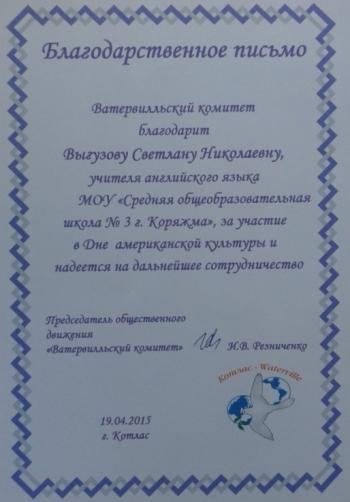 Благодарственное письмо
Ватервилльский комитет
благодарит
Выгузову Светлану Николаевну,
учителя английского языка
МОУ «Средняя общеобразовательная
школа № 3 г. Коряжма», за участие
в Дне американской культуры и
надеется на дальнейшее сотрудничество
Председатель общественного
движения
«Ватервилльский комитет»
И.В. Резниченко
Котлас - Waterville
19.04.2015
г. Котлас